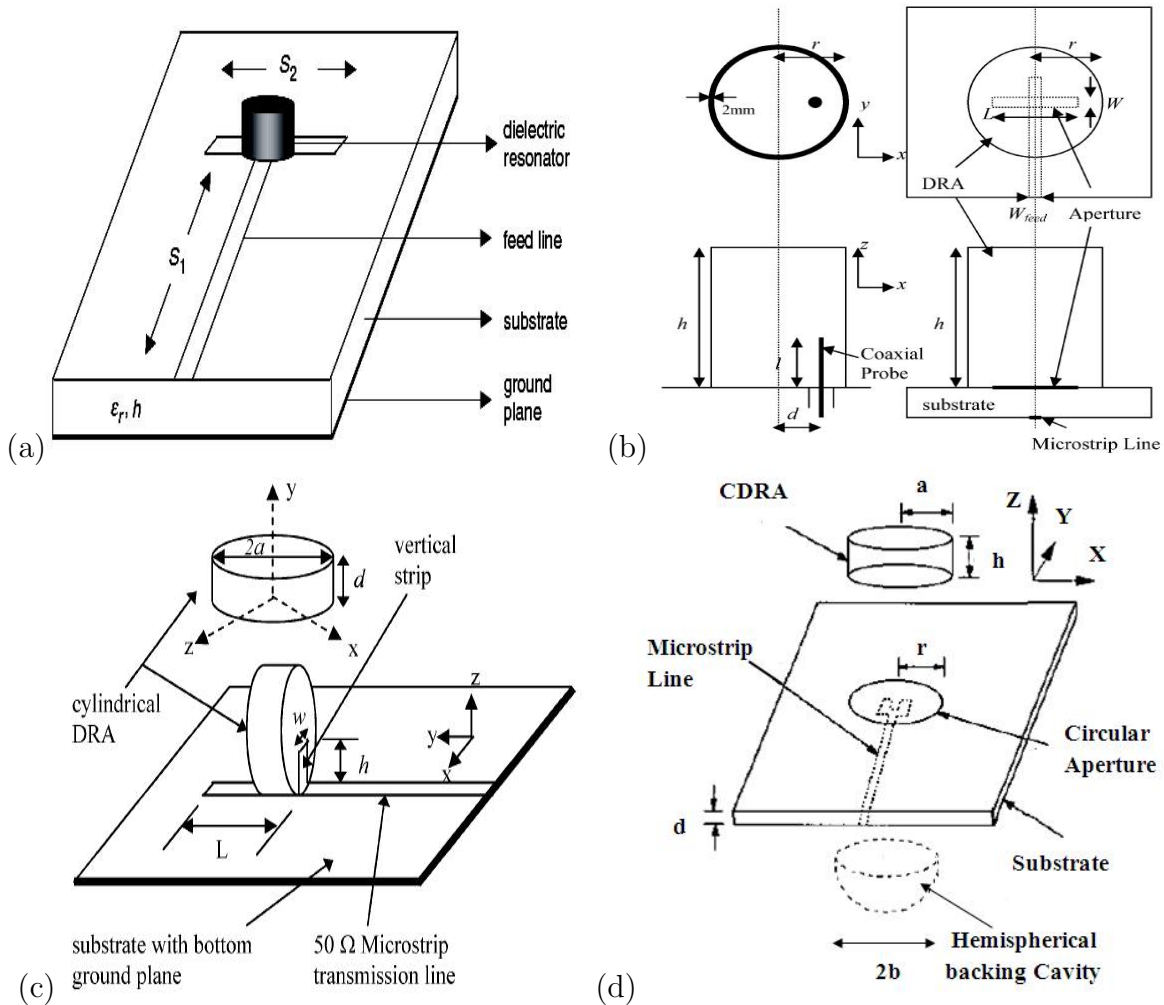 S2
dielectric
resonator
feed line
S1
substrate
ground
plane
εr, h
(a)
r
2mm
y
x
r
L
W
DRA
Wfeed
Aperture
z
x
h
l
Coaxial
Probe
d
h
substrate
Microstrip Line
(b)
y
2a
d
z
x
vertical
strip
cylindrical
DRA
w
h
z
y
x
L
substrate with bottom
ground plane
50 Ω Microstrip
transmission line
(c)
CDRA
a
h
Z
Y
X
Microstrip
Line
r
Circular
Aperture
d
Substrate
Hemispherical
backing Cavity
2b
(d)